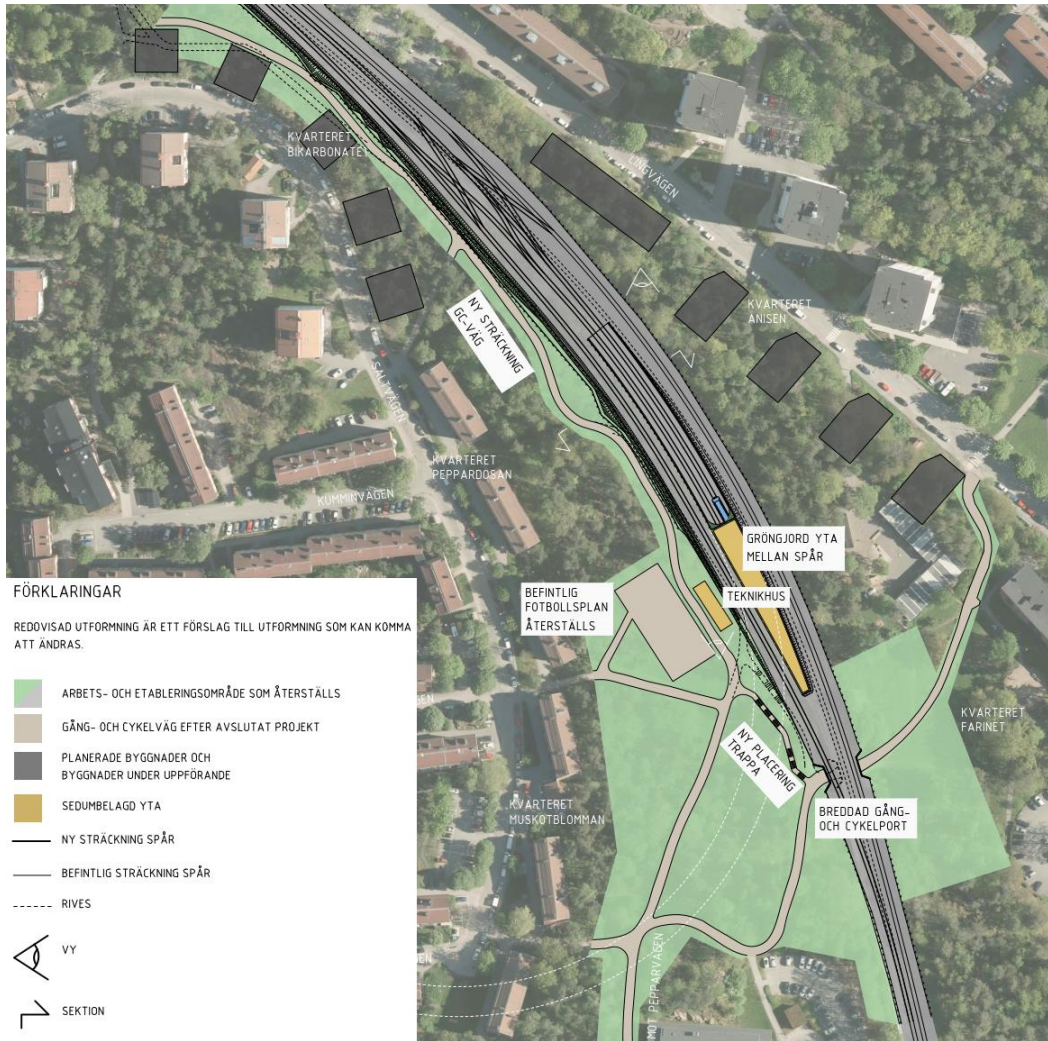 KVARTERET
BIKARBONATET
LINGVÄGEN
KVARTERET
ANISEN
NY STRÄCKNING
GC-VÄG
SALTVÄGEN
KVARTERET
PEPPARDOSAN
KUMMINVÄGEN
GRÖNGJORD YTA
MELLAN SPÅR
TEKNIKHUS
BEFINTLIG
FOTBOLLSPLAN
ÅTERSTÄLLS
KVARTERET
FARINET
NY PLACERING
TRAPPA
BREDDAD GÅNG-
OCH CYKELPORT
KVARTERET
MUSKOTBLOMMAN
MOT PEPPARVÄGEN
FÖRKLARINGAR
REDOVISAD UTFORMNING ÄR ETT FÖRSLAG TILL UTFORMNING SOM KAN KOMMA
ATT ÄNDRAS.
ARBETS- OCH ETABLERINGSOMRÅDE SOM ÅTERSTÄLLS
GÅNG- OCH CYKELVÄG EFTER AVSLUTAT PROJEKT
PLANERADE BYGGNADER OCH
BYGGNADER UNDER UPPFÖRANDE
SEDUMBELAGD YTA
NY STRÄCKNING SPÅR
BEFINTLIG STRÄCKNING SPÅR
RIVES
VY
SEKTION